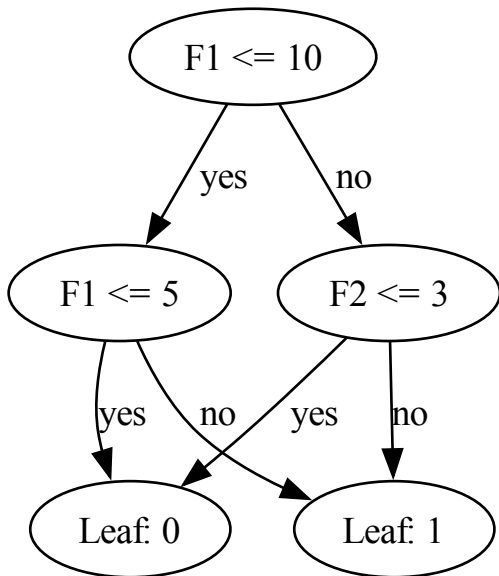 F1 <= 10
yes
no
F1 <= 5
F2 <= 3
yes
no
yes
no
Leaf: 0
Leaf: 1